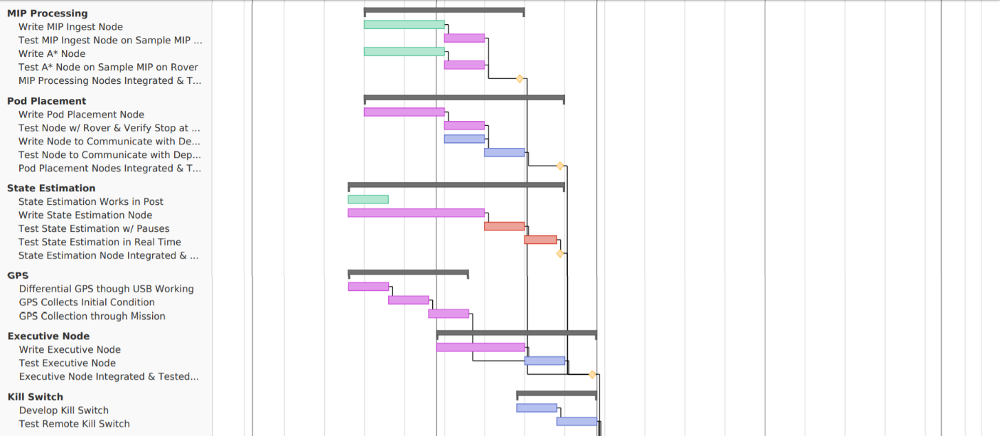 MIP Processing
Write MIP Ingest Node
Test MIP Ingest Node on Sample MIP ...
Write A* Node
Test A* Node on Sample MIP on Rover
MIP Processing Nodes Integrated & T...
Pod Placement
Write Pod Placement Node
Test Node w/ Rover & Verify Stop at ...
Write Node to Communicate with De...
Test Node to Communicate with Dep...
Pod Placement Nodes Integrated & T...
State Estimation
State Estimation Works in Post
Write State Estimation Node
Test State Estimation w/ Pauses
Test State Estimation in Real Time
State Estimation Node Integrated & ...
GPS
Differential GPS though USB Working
GPS Collects Initial Condition
GPS Collection through Mission
Executive Node
Write Executive Node
Test Executive Node
Executive Node Integrated & Tested...
Kill Switch
Develop Kill Switch
Test Remote Kill Switch